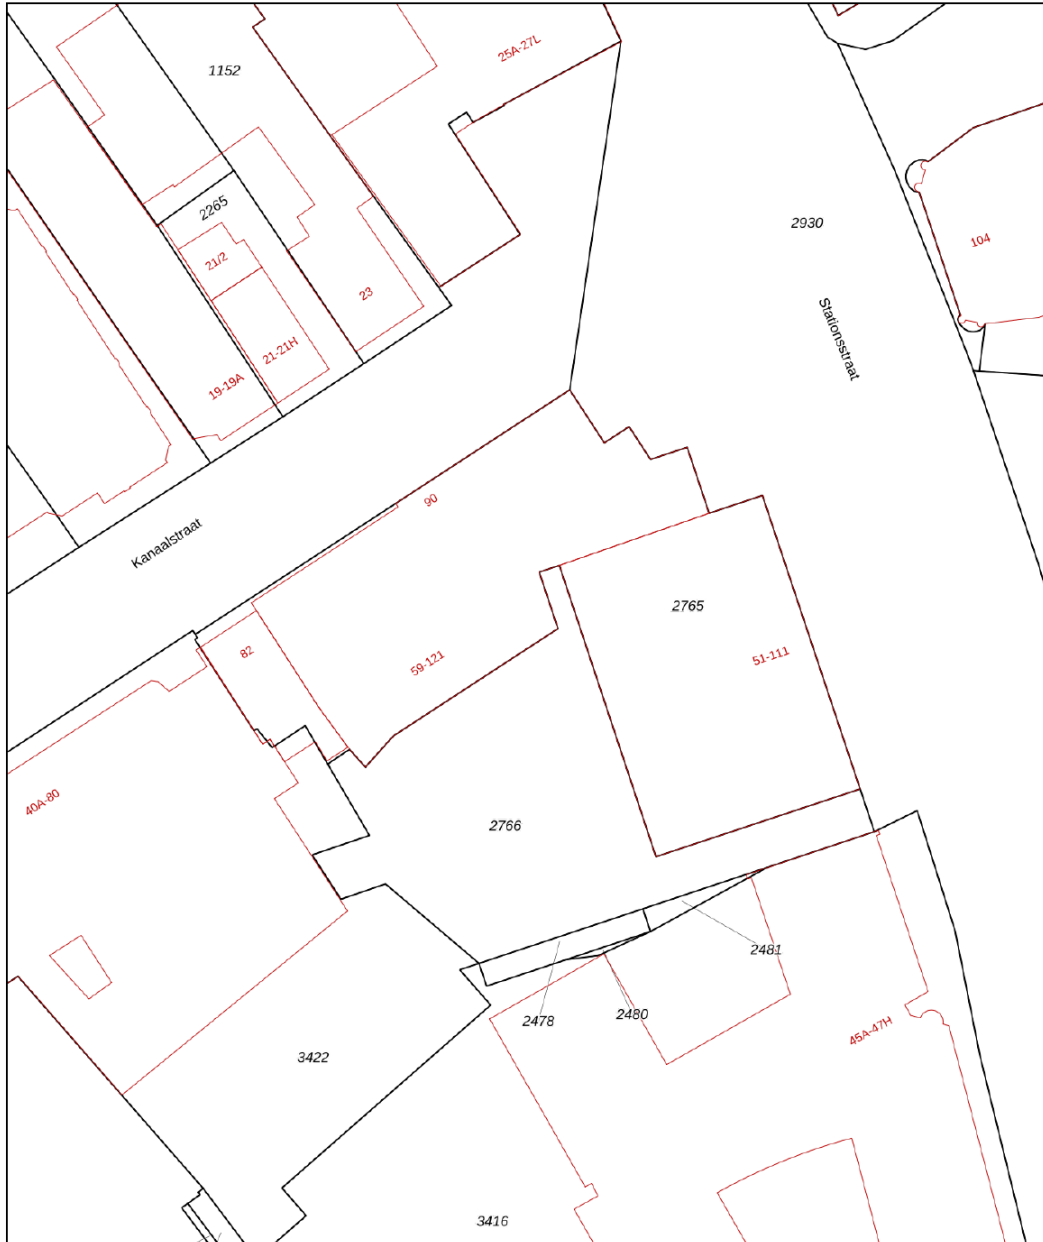 25A-27L
1152
2265
2930
104
21/2
23
Stationsstraat
21-21H
19-19A
90
Kanaalstraat
2765
82
59-121
51-111
40A-80
2766
2481
2478
2480
45A-47H
3422
3416